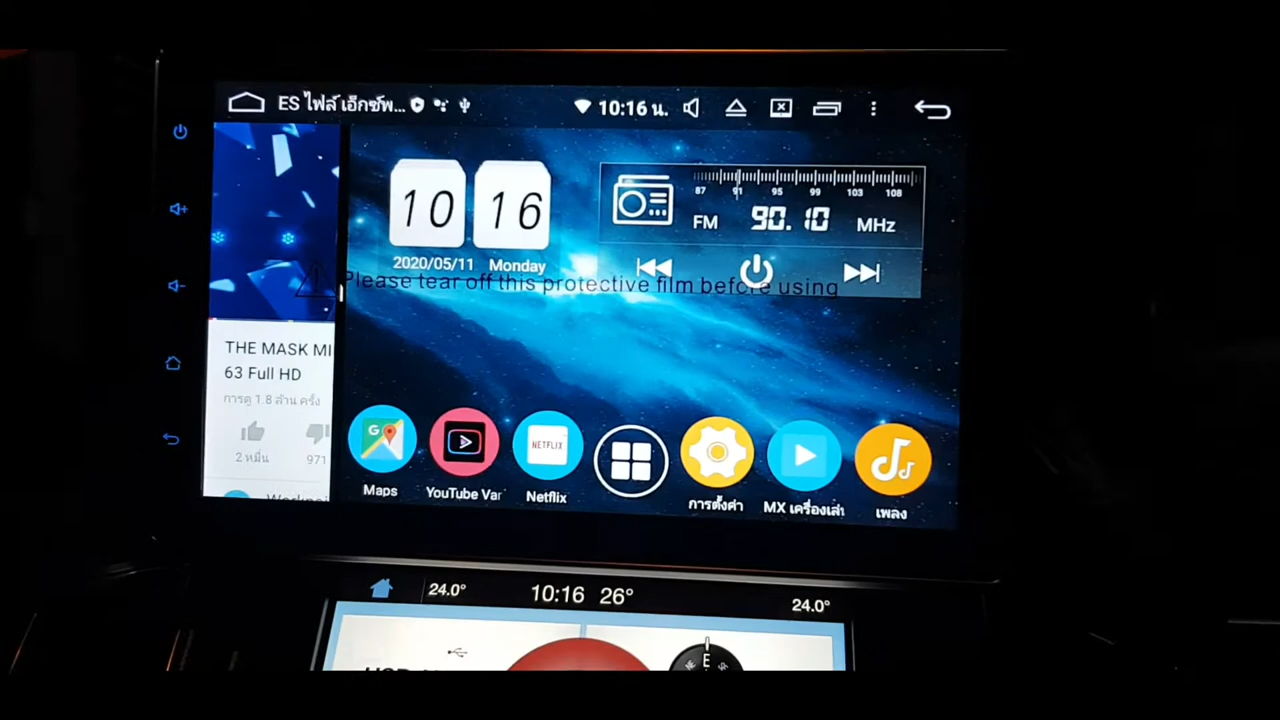 ES ไฟล์ เอ็กซ์พ...
10:16 น.
10 16
2020/05/11 Monday
87 91 95 99 103 108
FM 90.10 MHz
Please tear off this protective film before using
THE MASK MI
63 Full HD
การดู 1.8 ล้าน ครั้ง
2 หมื่น 971
Maps
YouTube Van
NETFLIX
Netflix
การตั้งค่า
MX เครื่องเล่น
เพลง
24.0° 10:16 26° 24.0°
E